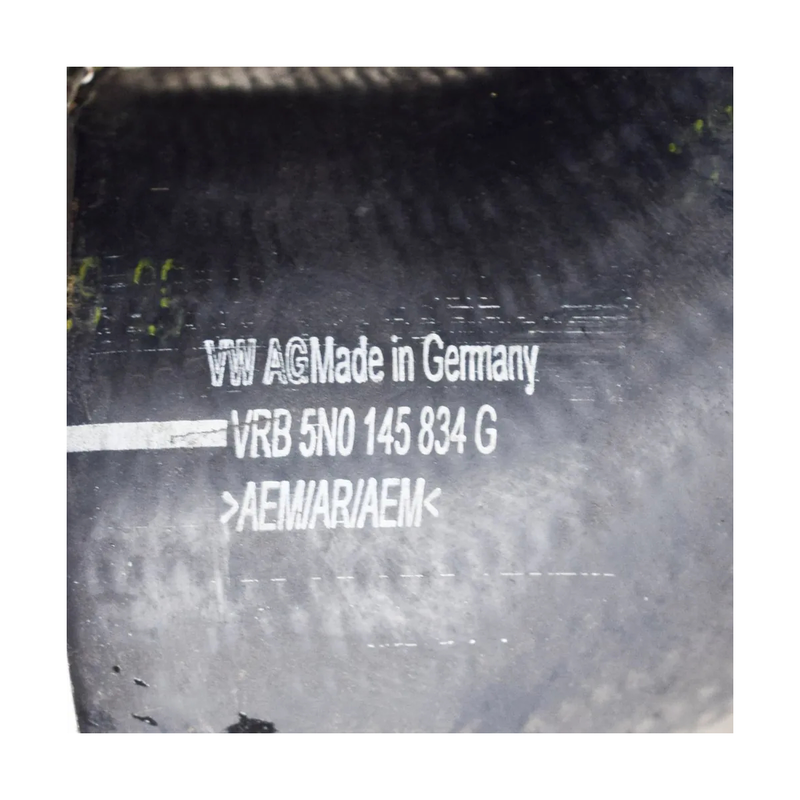 VW AG Made in Germany
VRB 5N0 145 834 G
>AEM/AR/AEM<